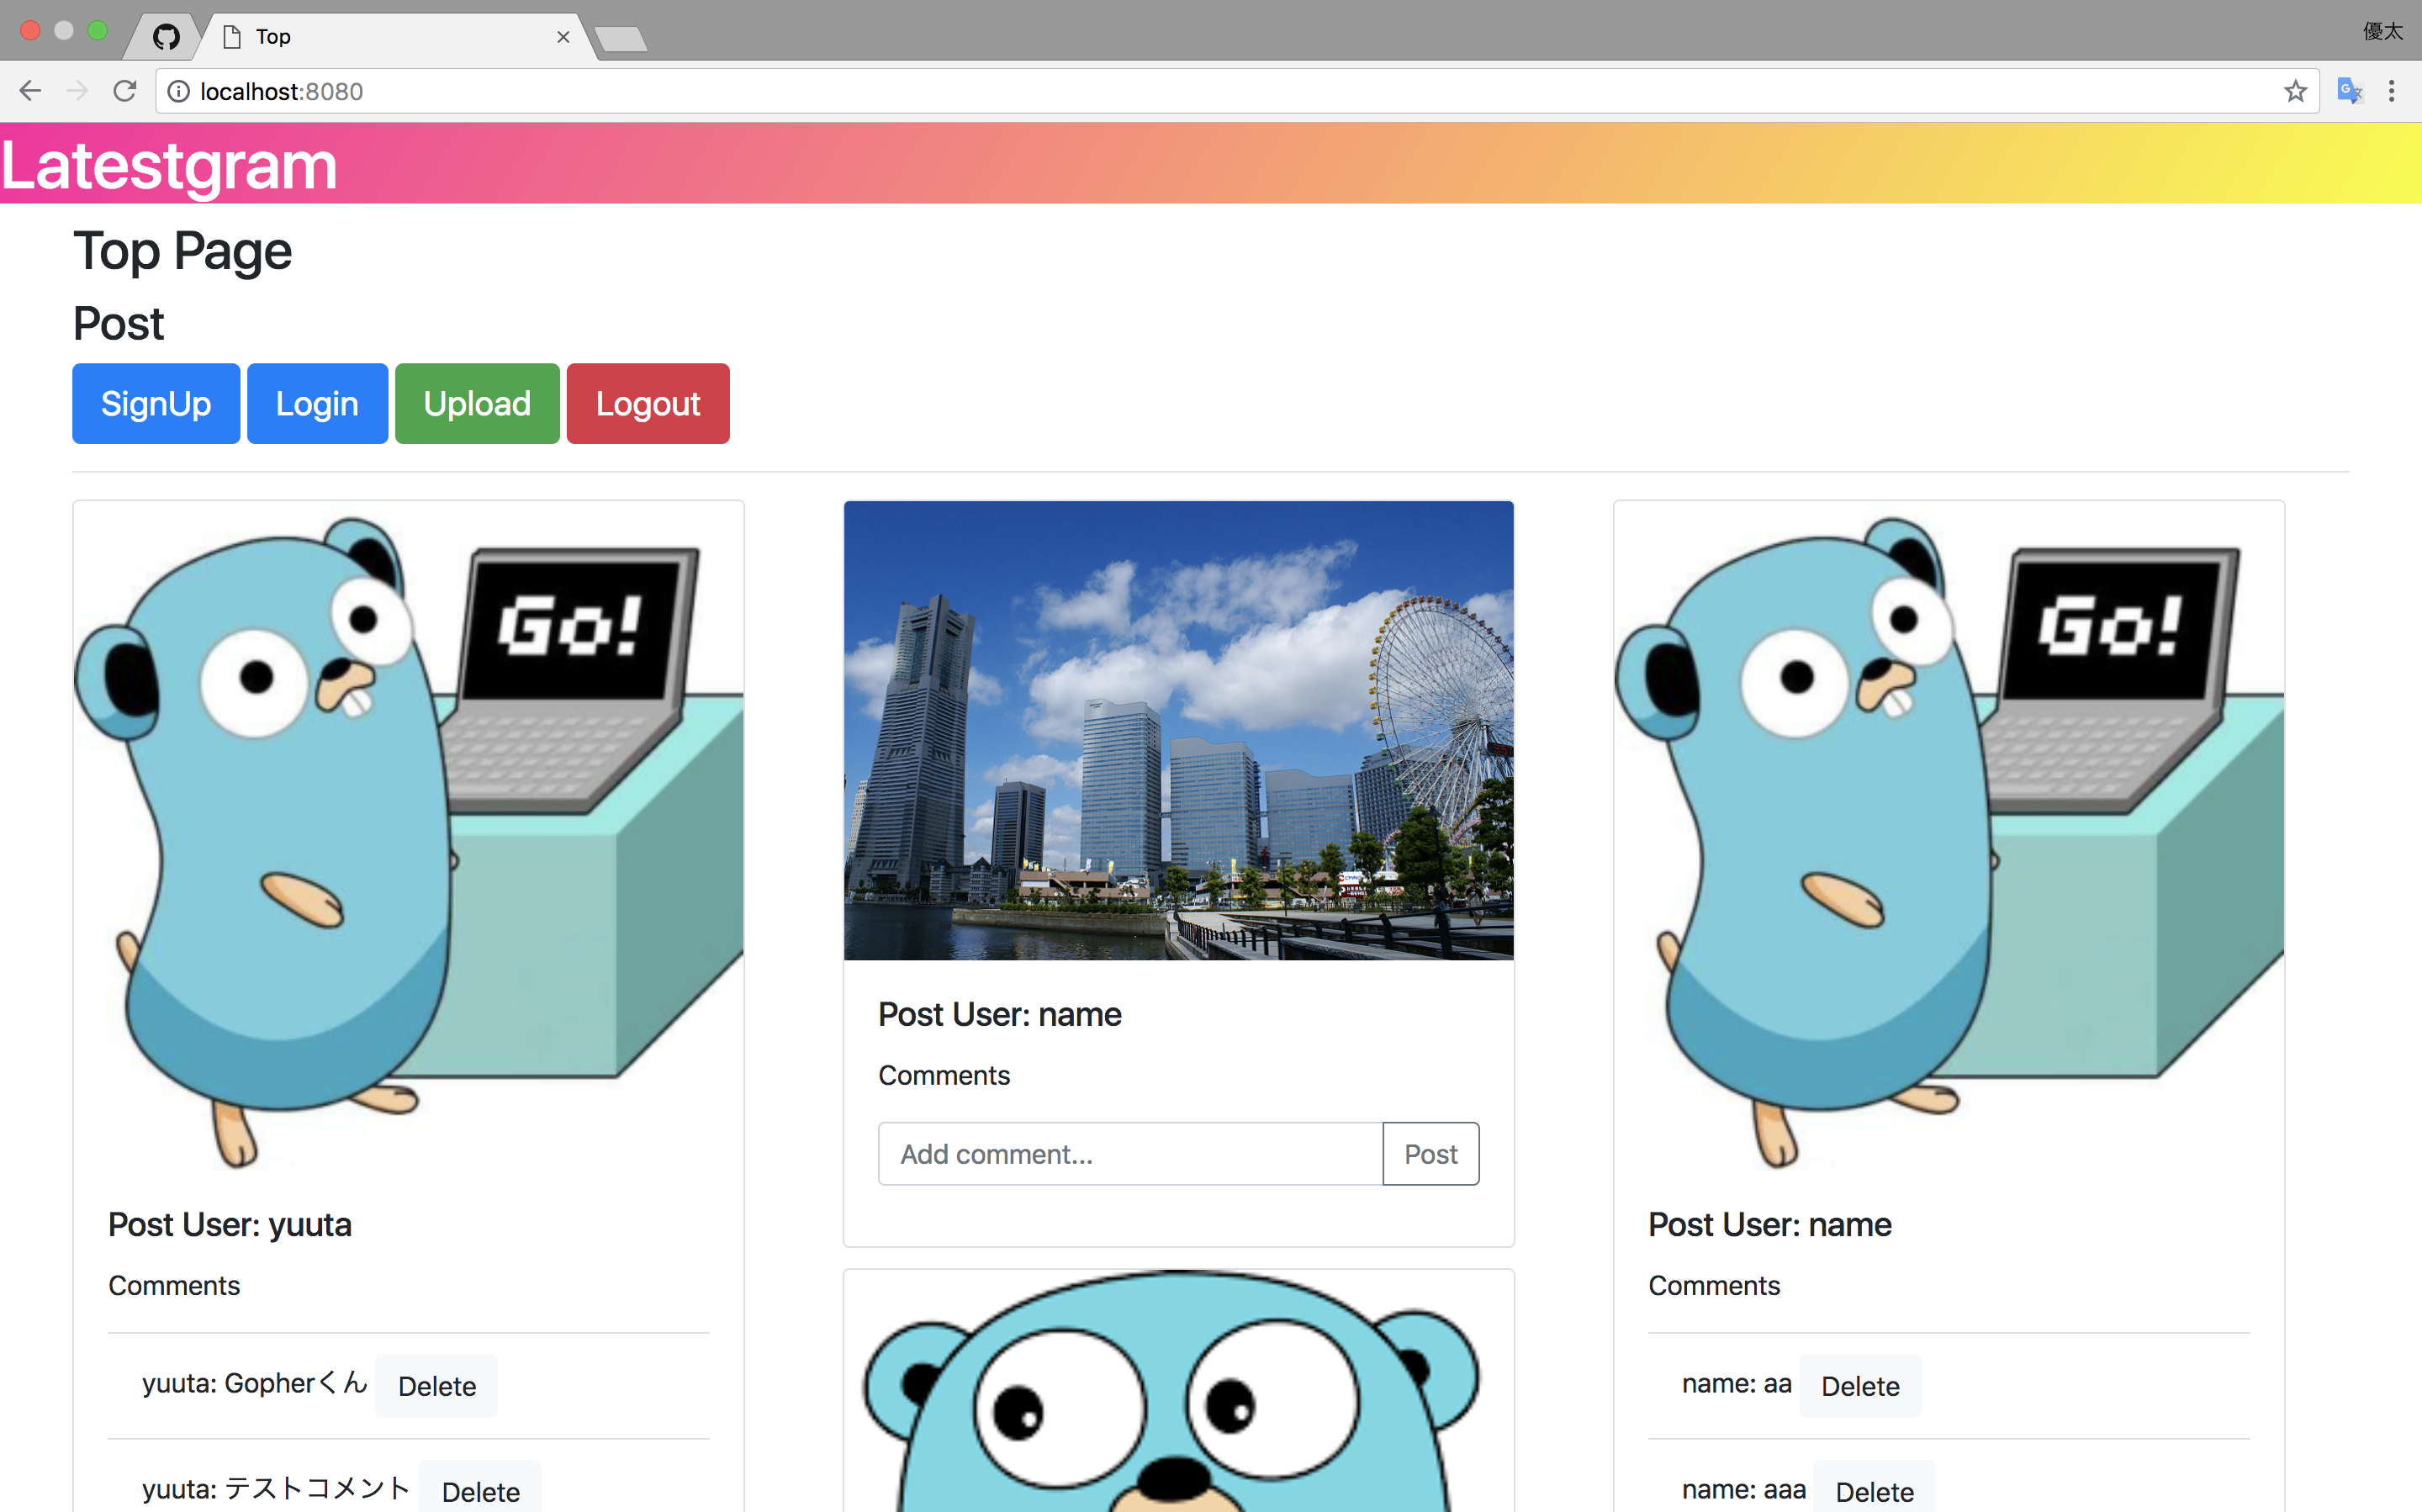 Top
優太
localhost:8080
Latestgram
Top Page
Post
SignUp Login Upload Logout
Go!
Post User: yuuta
Comments
yuuta: Gopherくん Delete
yuuta: テストコメント Delete
Post User: name
Comments
Add comment... Post
Go!
Post User: name
Comments
name: aa Delete
name: aaa Delete